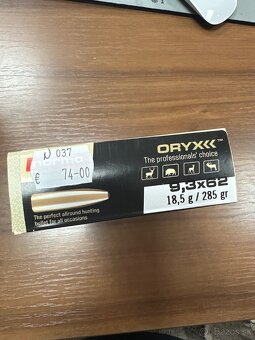 norma
N 037
€ 74-00
The perfect allround hunting
bullet for all occasions
ORYX
The professionals' choice
9,3x62
18,5 g / 285 gr